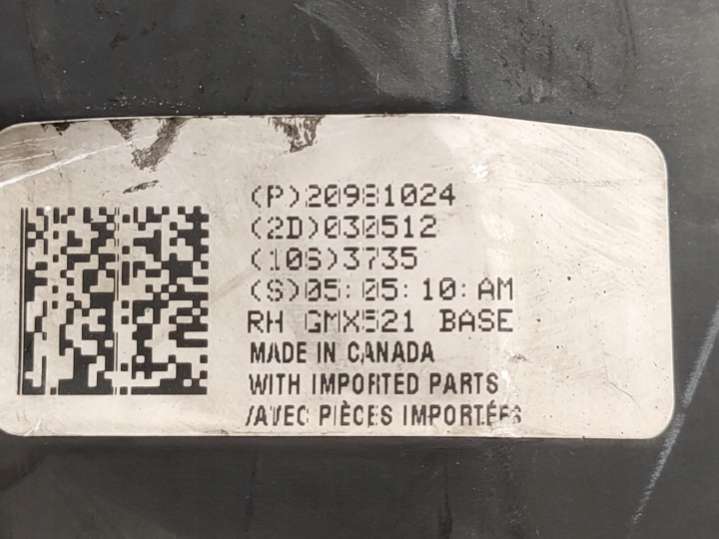 (P)20981024
(2D)030512
(10S)3735
(S)05:05:10:AM
RH GMX521 BASE
MADE IN CANADA
WITH IMPORTED PARTS
/AVEC PIÈCES IMPORTÉES